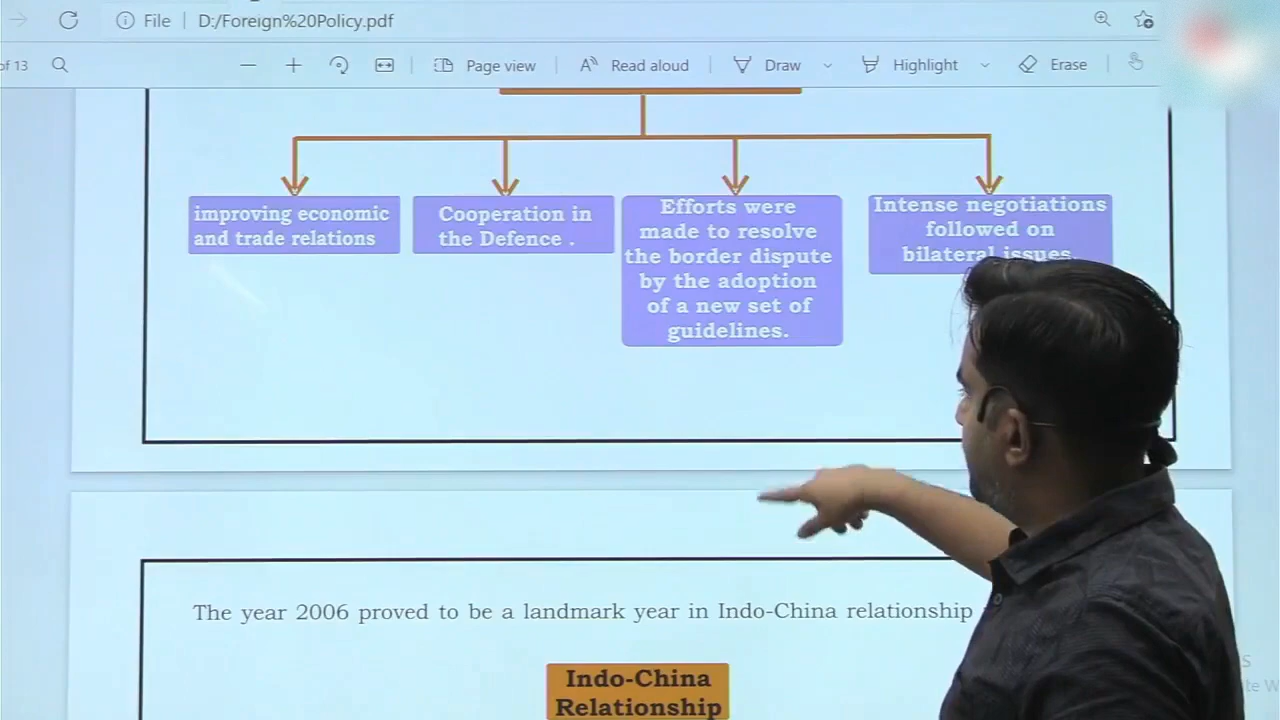 File
D:/Foreign%20Policy.pdf
of 13
Page view
Read aloud
Draw
Highlight
Erase
improving economic
and trade relations
Cooperation in
the Defence .
Efforts were
made to resolve
the border dispute
by the adoption
of a new set of
guidelines.
Intense negotiations
followed on
bilateral issues.
The year 2006 proved to be a landmark year in Indo-China relationship
Indo-China
Relationship